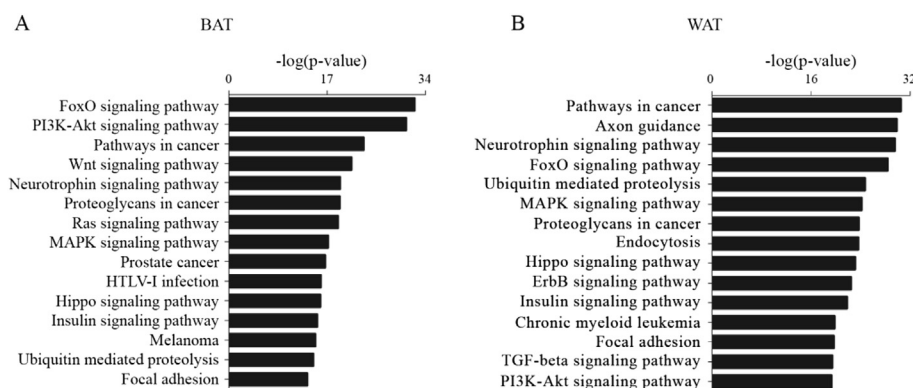 A
BAT
-log(p-value)
0 17 34
FoxO signaling pathway
PI3K-Akt signaling pathway
Pathways in cancer
Wnt signaling pathway
Neurotrophin signaling pathway
Proteoglycans in cancer
Ras signaling pathway
MAPK signaling pathway
Prostate cancer
HTLV-I infection
Hippo signaling pathway
Insulin signaling pathway
Melanoma
Ubiquitin mediated proteolysis
Focal adhesion
B
WAT
-log(p-value)
0 16 32
Pathways in cancer
Axon guidance
Neurotrophin signaling pathway
FoxO signaling pathway
Ubiquitin mediated proteolysis
MAPK signaling pathway
Proteoglycans in cancer
Endocytosis
Hippo signaling pathway
ErbB signaling pathway
Insulin signaling pathway
Chronic myeloid leukemia
Focal adhesion
TGF-beta signaling pathway
PI3K-Akt signaling pathway